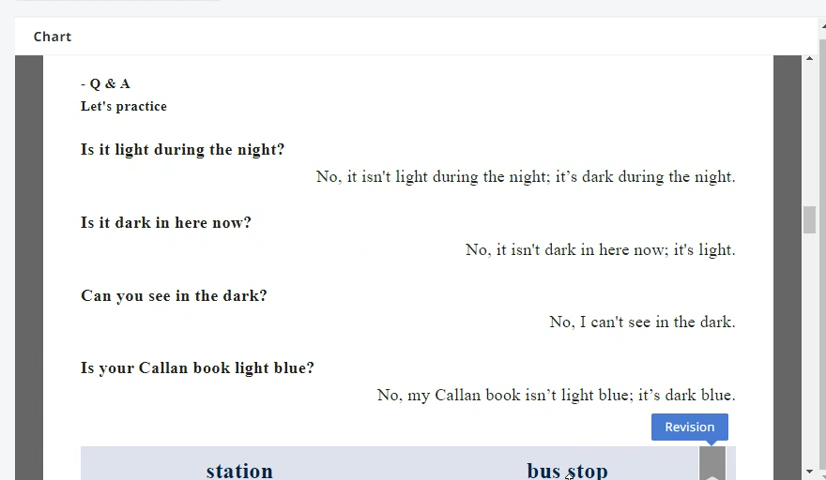 Chart
- Q & A
Let's practice
Is it light during the night?
No, it isn't light during the night; it’s dark during the night.
Is it dark in here now?
No, it isn't dark in here now; it's light.
Can you see in the dark?
No, I can't see in the dark.
Is your Callan book light blue?
No, my Callan book isn’t light blue; it’s dark blue.
Revision
station bus stop